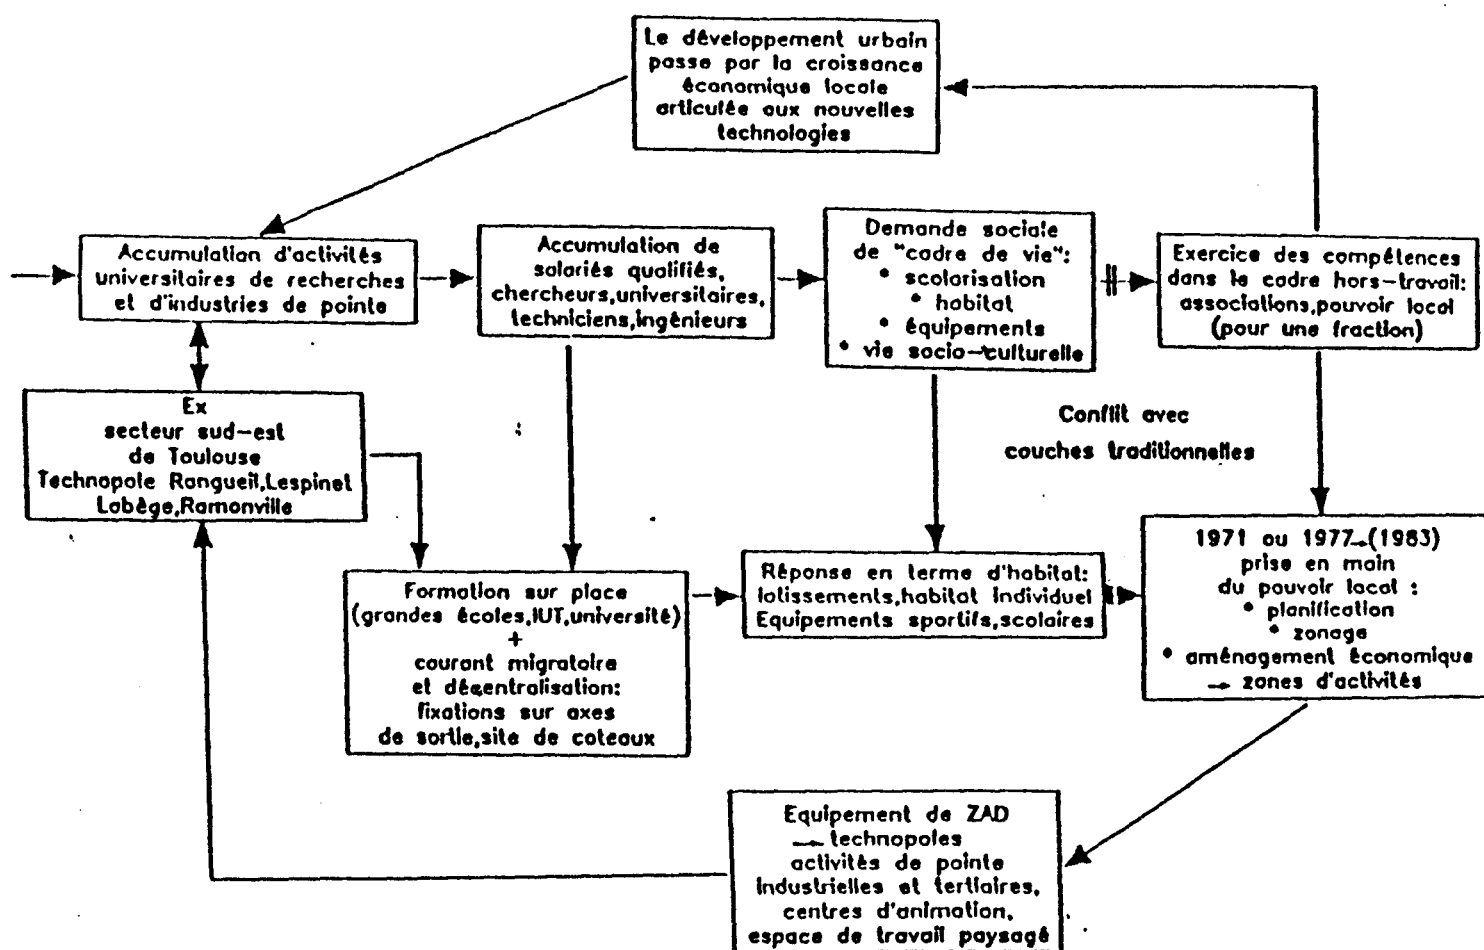 Le développement urbain
passe par la croissance
économique locale
articulée aux nouvelles
technologies
Accumulation d'activités
universitaires de recherches
et d'industries de pointe
Accumulation de
salariés qualifiés,
chercheurs,universitaires,
techniciens,ingénieurs
Demande sociale
de "cadre de vie":
• scolarisation
• habitat
• équipements
• vie socio-culturelle
Exercice des compétences
dans le cadre hors-travail:
associations,pouvoir local
(pour une fraction)
Ex
secteur sud-est
de Toulouse
Technopole Rangueil,Lespinet
Labège,Ramonville
Conflit avec
couches traditionnelles
Formation sur place
(grandes écoles,IUT,université)
+
courant migratoire
et décentralisation:
fixations sur axes
de sortie,site de coteaux
Réponse en terme d'habitat:
lotissements,habitat individuel
Equipements sportifs,scolaires
1971 ou 1977→(1983)
prise en main
du pouvoir local :
• planification
• zonage
• aménagement économique
→ zones d'activités
Equipement de ZAD
→ technopoles
activités de pointe
industrielles et tertiaires,
centres d'animation,
espace de travail paysagé